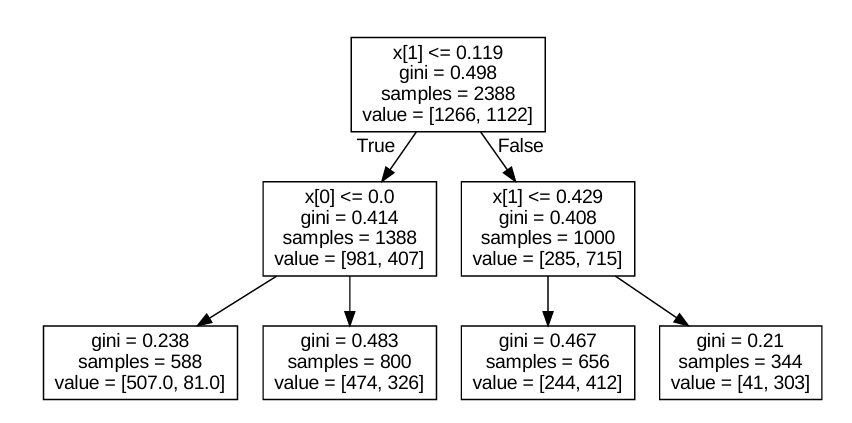 x[1] <= 0.119
gini = 0.498
samples = 2388
value = [1266, 1122]
True
False
x[0] <= 0.0
gini = 0.414
samples = 1388
value = [981, 407]
x[1] <= 0.429
gini = 0.408
samples = 1000
value = [285, 715]
gini = 0.238
samples = 588
value = [507.0, 81.0]
gini = 0.483
samples = 800
value = [474, 326]
gini = 0.467
samples = 656
value = [244, 412]
gini = 0.21
samples = 344
value = [41, 303]